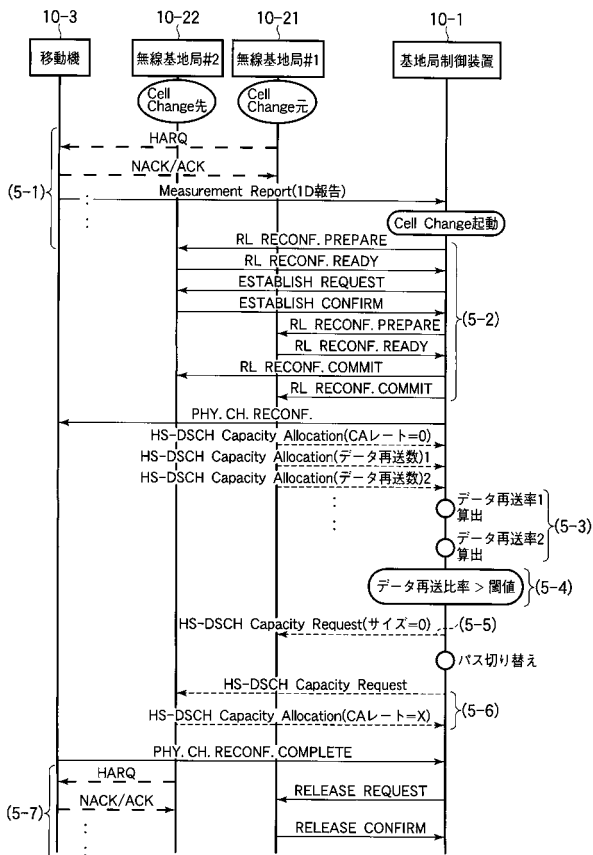 10-3 10-22 10-21 10-1
移動機 無線基地局#2 無線基地局#1 基地局制御装置
Cell Change先
Cell Change元
HARQ
NACK/ACK
(5-1)
Measurement Report(1D報告)
Cell Change起動
RL RECONF.PREPARE
RL RECONF.READY
ESTABLISH REQUEST
ESTABLISH CONFIRM
(5-2)
RL RECONF.PREPARE
RL RECONF.READY
RL RECONF.COMMIT
RL RECONF.COMMIT
PHY.CH.RECONF.
HS-DSCH Capacity Allocation(CAレート=0)
HS-DSCH Capacity Allocation(データ再送数)1
HS-DSCH Capacity Allocation(データ再送数)2
データ再送率1
算出
(5-3)
データ再送率2
算出
データ再送比率 > 閾値
(5-4)
HS-DSCH Capacity Request(サイズ=0)
(5-5)
パス切り替え
HS-DSCH Capacity Request
(5-6)
HS-DSCH Capacity Allocation(CAレート=X)
PHY.CH.RECONF.COMPLETE
HARQ
RELEASE REQUEST
(5-7)
NACK/ACK
RELEASE CONFIRM